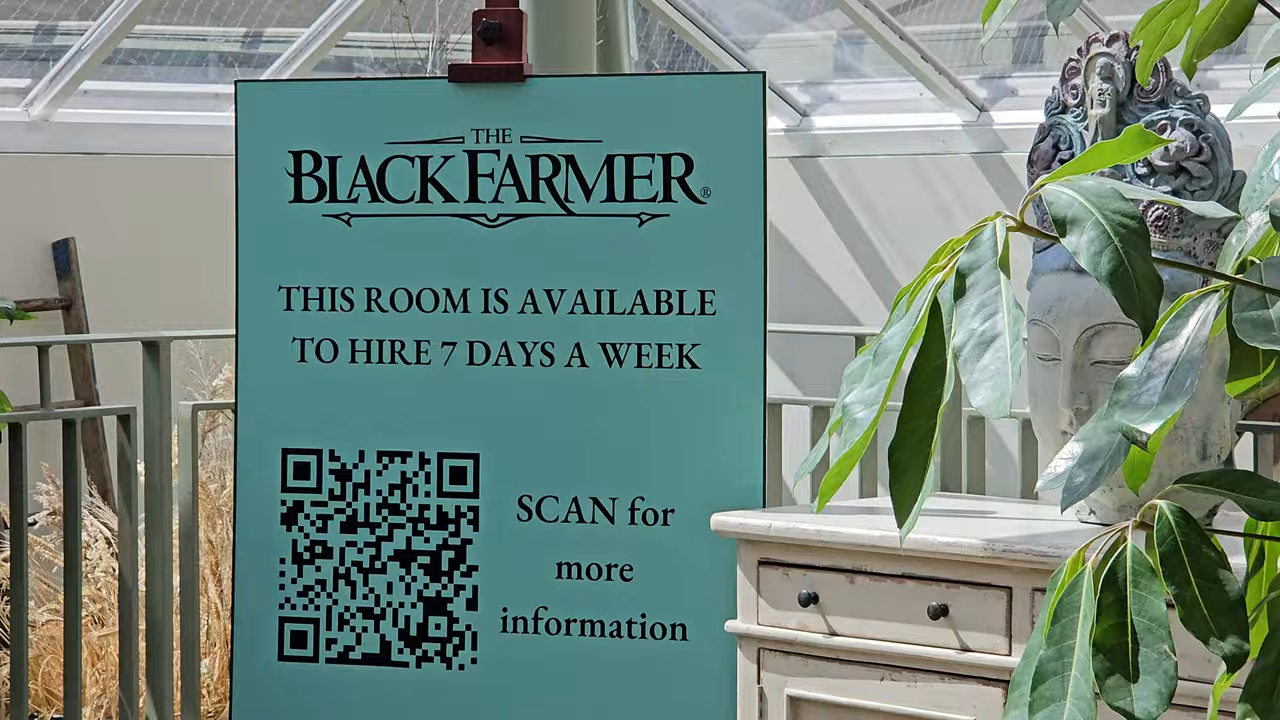 THE
BLACK FARMER®
THIS ROOM IS AVAILABLE
TO HIRE 7 DAYS A WEEK
SCAN for
more
information